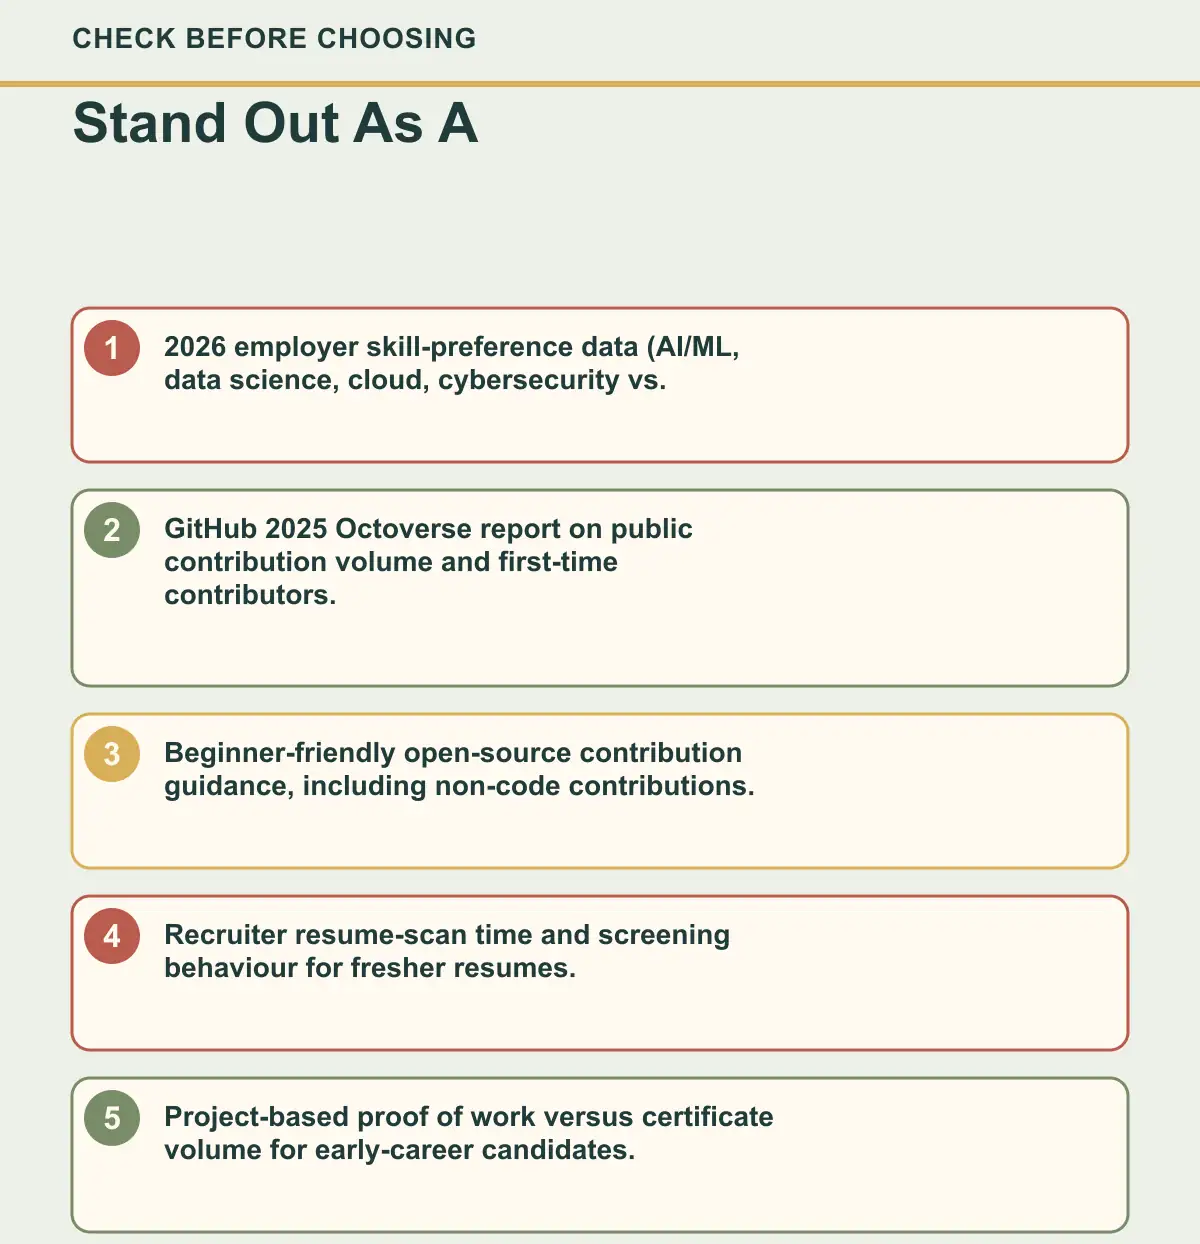 CHECK BEFORE CHOOSING
Stand Out As A
1
2026 employer skill-preference data (AI/ML,
data science, cloud, cybersecurity vs.
2
GitHub 2025 Octoverse report on public
contribution volume and first-time
contributors.
3
Beginner-friendly open-source contribution
guidance, including non-code contributions.
4
Recruiter resume-scan time and screening
behaviour for fresher resumes.
5
Project-based proof of work versus certificate
volume for early-career candidates.